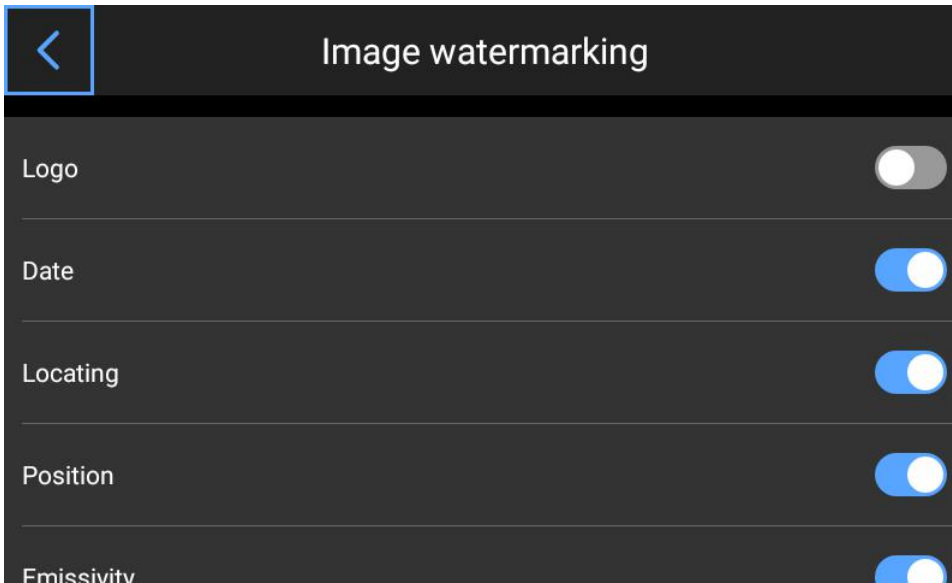 Image watermarking
Logo
Date
Locating
Position
Emissivity